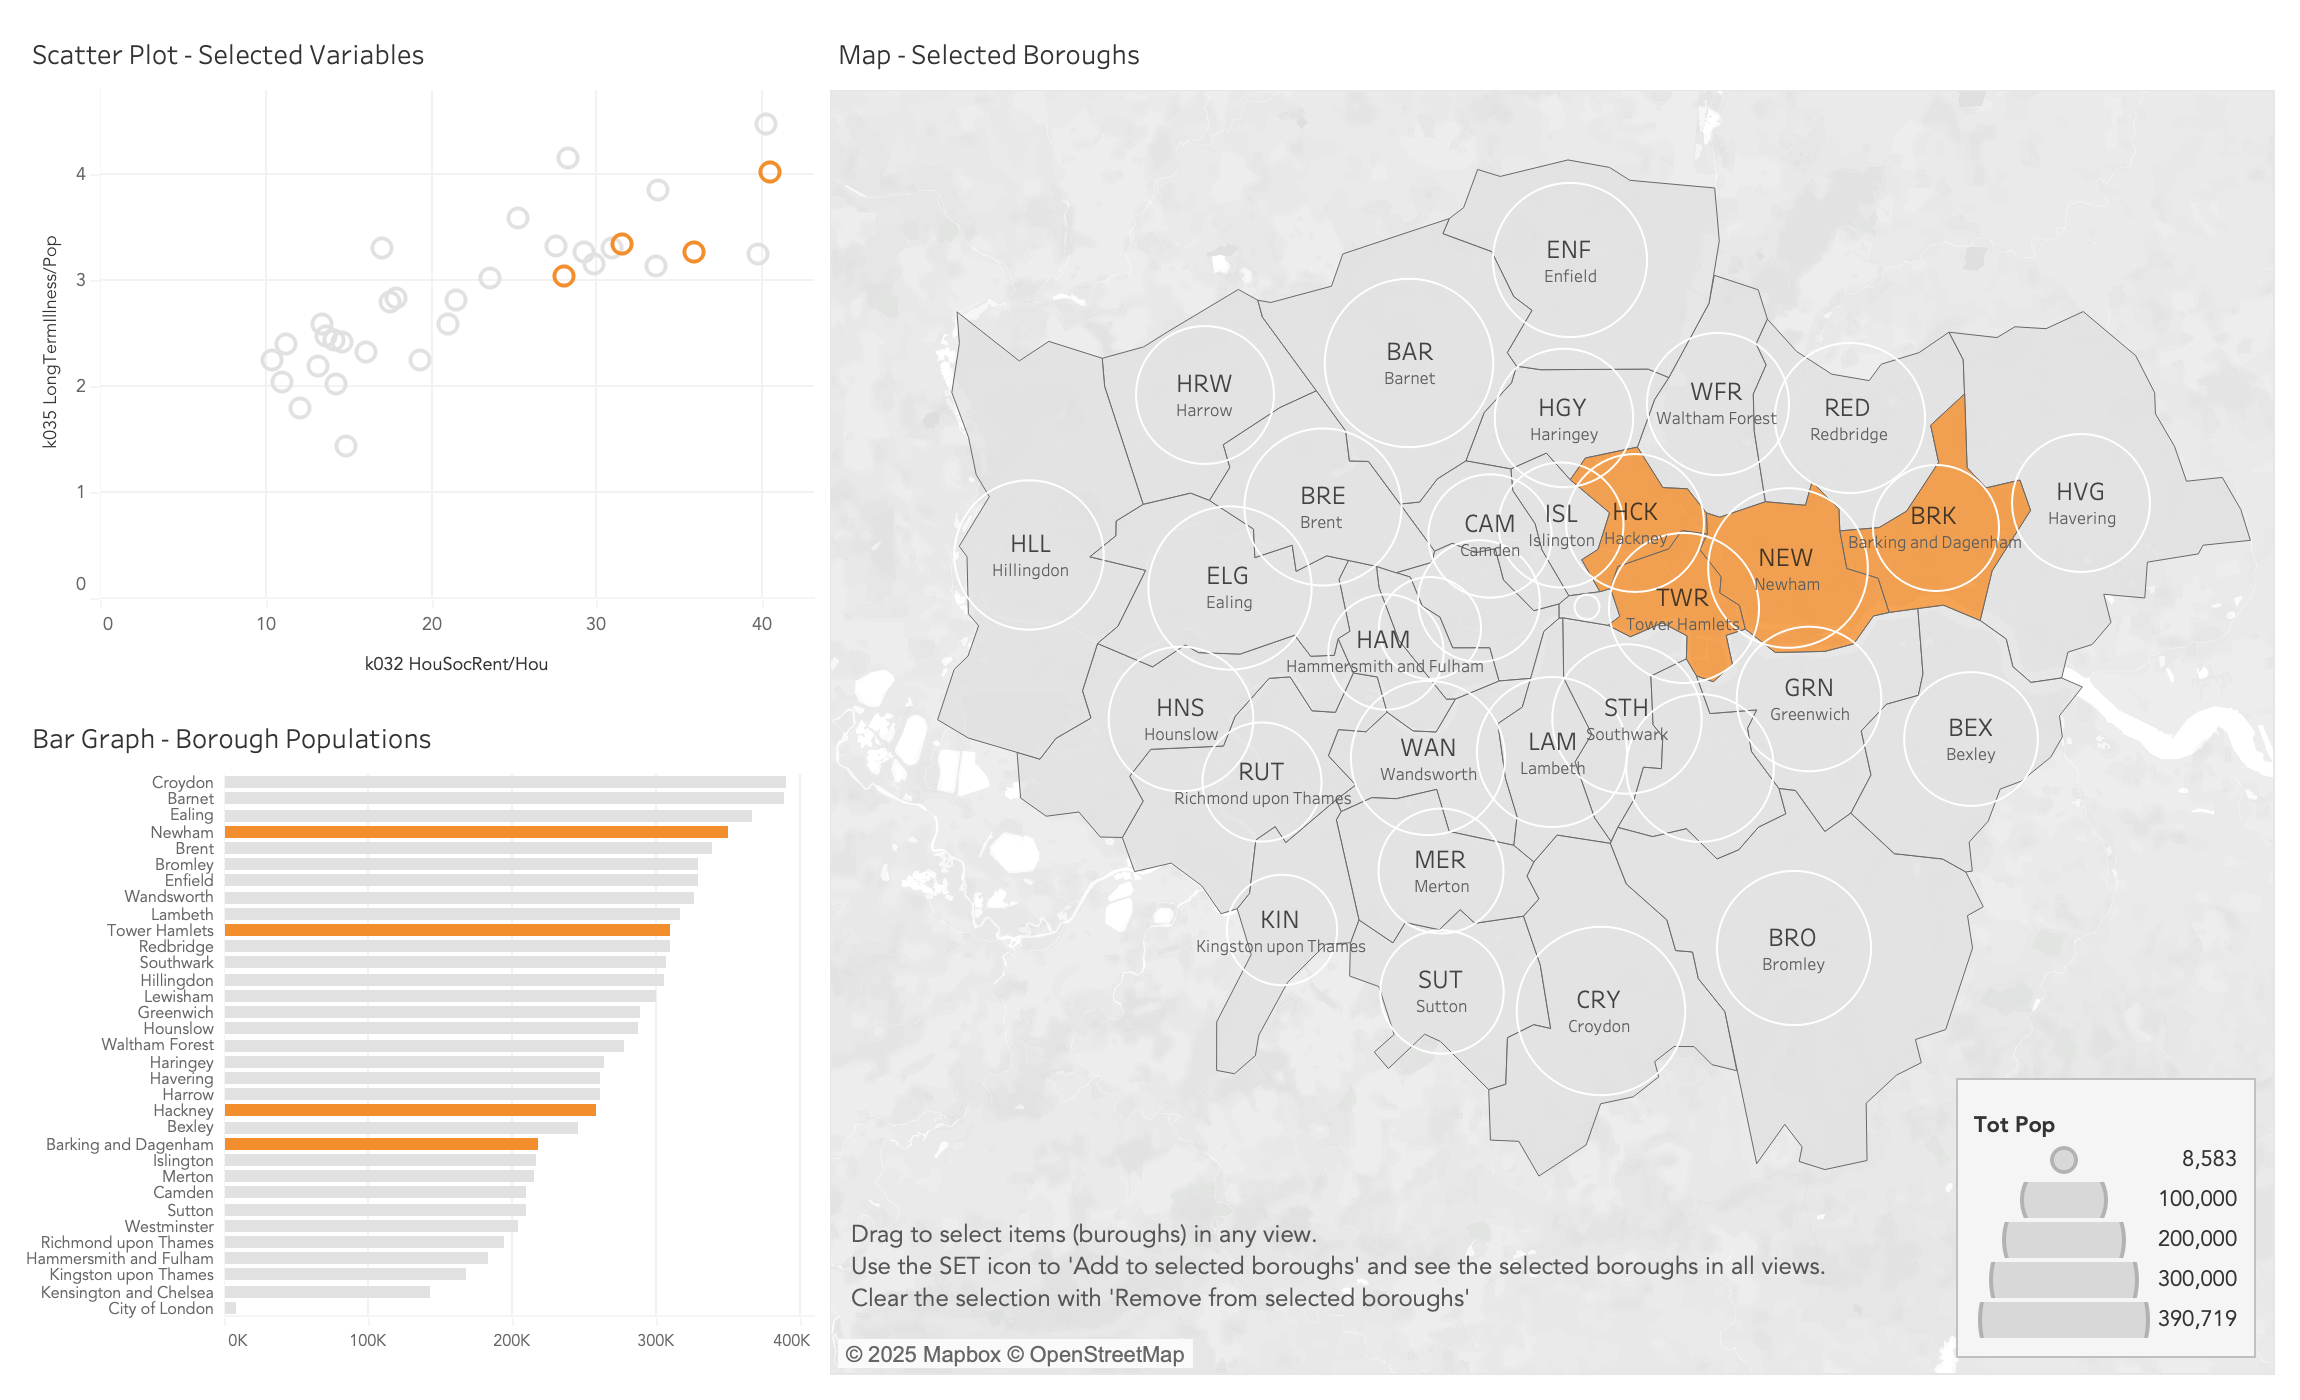 Scatter Plot - Selected Variables
4
3
2
1
0
k035 LongTermIllness/Pop
0 10 20 30 40
k032 HouSocRent/Hou
Bar Graph - Borough Populations
Croydon
Barnet
Ealing
Newham
Brent
Bromley
Enfield
Wandsworth
Lambeth
Tower Hamlets
Redbridge
Southwark
Hillingdon
Lewisham
Greenwich
Hounslow
Waltham Forest
Haringey
Havering
Harrow
Hackney
Bexley
Barking and Dagenham
Islington
Merton
Camden
Sutton
Westminster
Richmond upon Thames
Hammersmith and Fulham
Kingston upon Thames
Kensington and Chelsea
City of London
0K 100K 200K 300K 400K
Map - Selected Boroughs
ENF
Enfield
BAR
Barnet
HRW
Harrow
HGY
Haringey
WFR
Waltham Forest
RED
Redbridge
BRE
Brent
CAM
Camden
ISL
Islington
HCK
Hackney
BRK
Barking and Dagenham
HVG
Havering
HLL
Hillingdon
ELG
Ealing
NEW
Newham
TWR
Tower Hamlets
HAM
Hammersmith and Fulham
HNS
Hounslow
RUT
Richmond upon Thames
WAN
Wandsworth
LAM
Lambeth
STH
Southwark
GRN
Greenwich
BEX
Bexley
MER
Merton
KIN
Kingston upon Thames
SUT
Sutton
CRY
Croydon
BRO
Bromley
Tot Pop
8,583
100,000
200,000
300,000
390,719
Drag to select items (buroughs) in any view.
Use the SET icon to 'Add to selected boroughs' and see the selected boroughs in all views.
Clear the selection with 'Remove from selected boroughs'
© 2025 Mapbox © OpenStreetMap